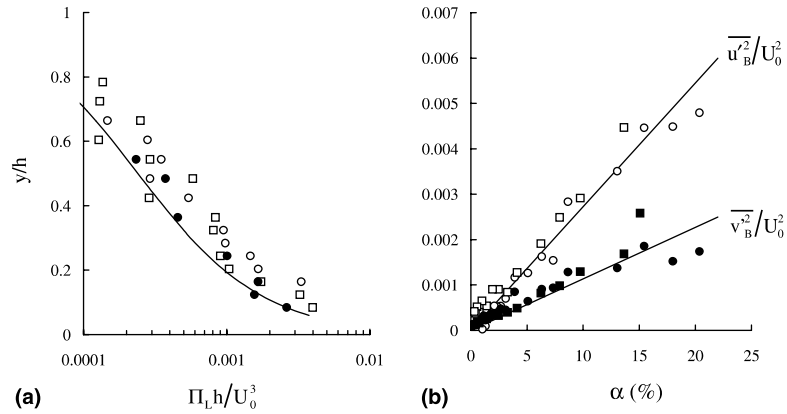 1
0.8
0.6
0.4
0.2
0
y/h
0.0001 0.001 0.01
Π_L h/U_0^3
(a)
0.007
0.006
0.005
0.004
0.003
0.002
0.001
0
0 5 10 15 20 25
α (%)
(b)
\overline{u'^2_B}/U_0^2
\overline{v'^2_B}/U_0^2